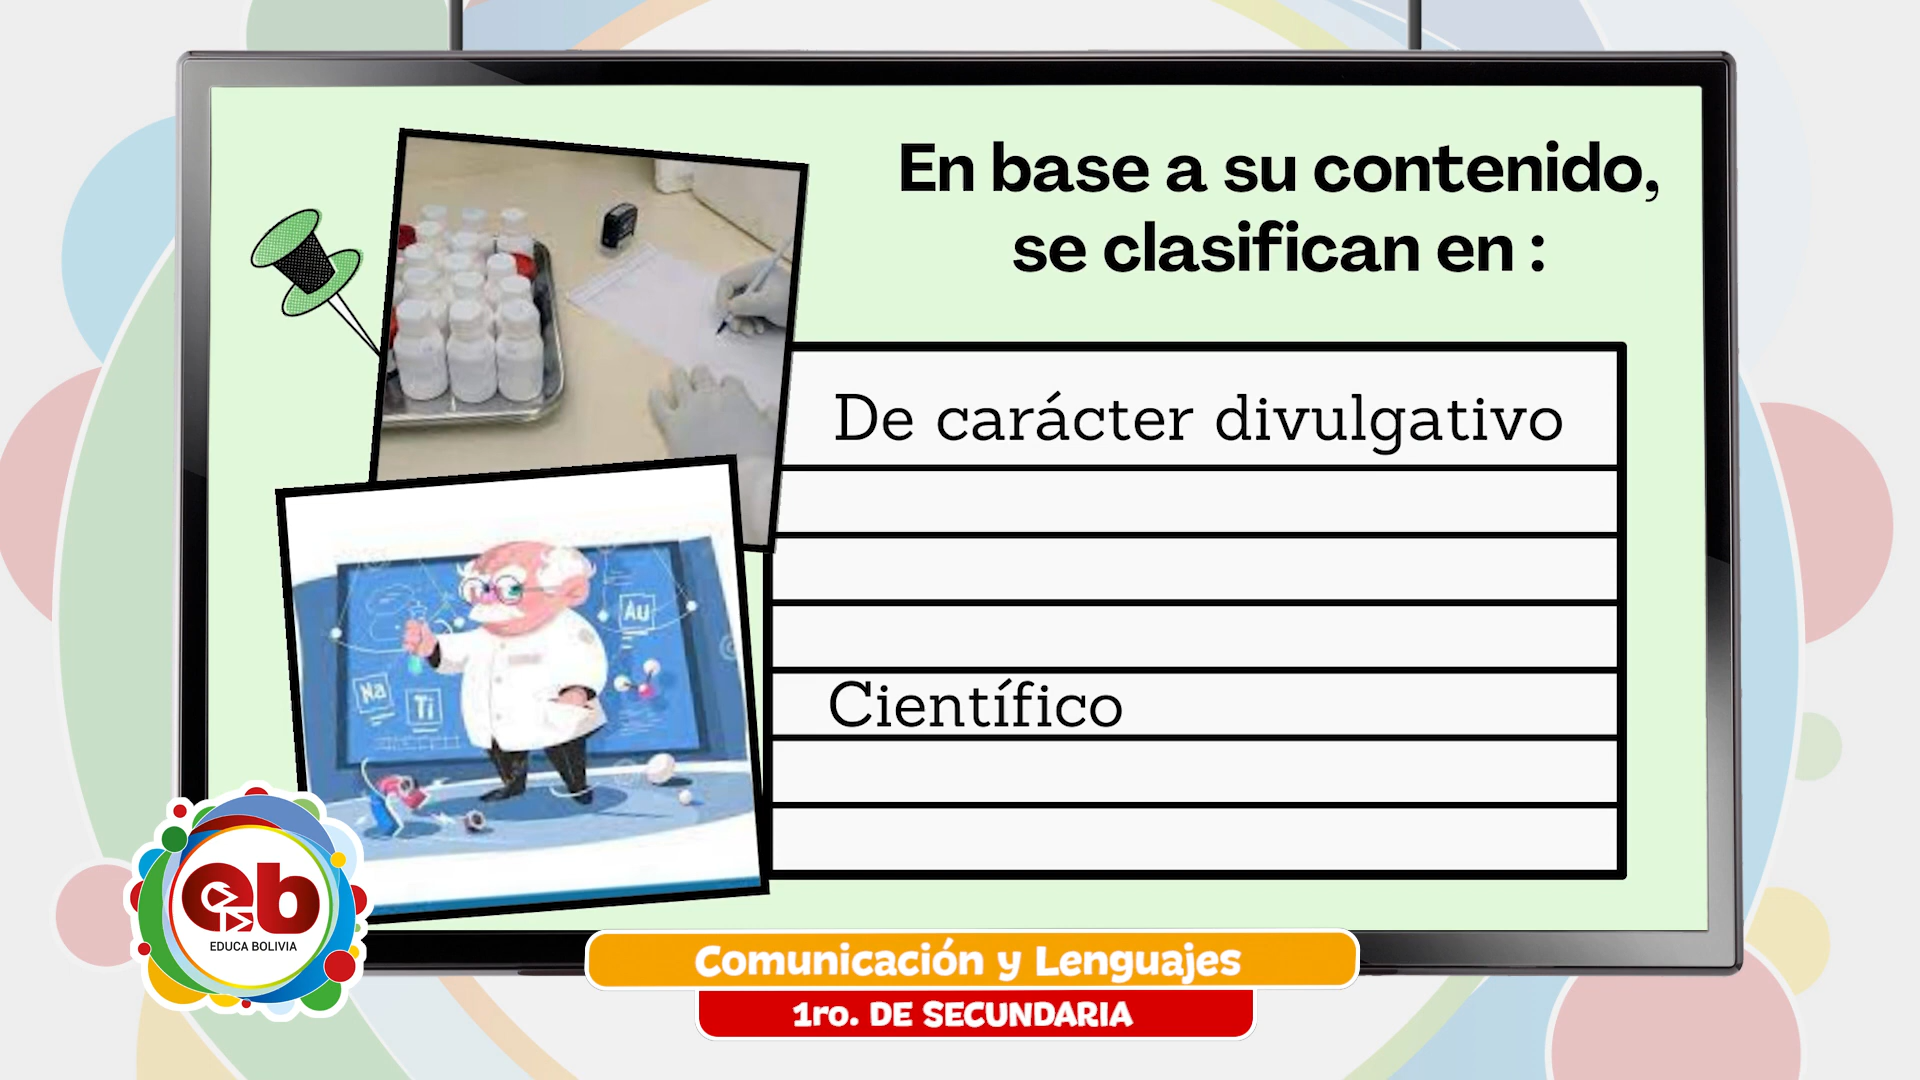 En base a su contenido,
se clasifican en :
De carácter divulgativo
Científico
Au
Na
Ti
eb
EDUCA BOLIVIA
Comunicación y Lenguajes
1ro. DE SECUNDARIA